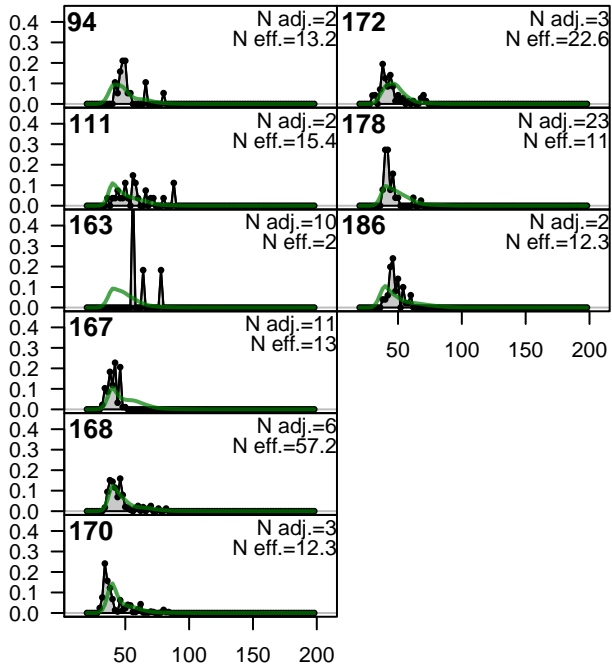 94
N adj.=2
N eff.=13.2
172
N adj.=3
N eff.=22.6
111
N adj.=2
N eff.=15.4
178
N adj.=23
N eff.=11
163
N adj.=10
N eff.=2
186
N adj.=2
N eff.=12.3
167
N adj.=11
N eff.=13
168
N adj.=6
N eff.=57.2
170
N adj.=3
N eff.=12.3
0.4
0.3
0.2
0.1
0.0
0.4
0.3
0.2
0.1
0.0
0.4
0.3
0.2
0.1
0.0
0.4
0.3
0.2
0.1
0.0
0.4
0.3
0.2
0.1
0.0
0.4
0.3
0.2
0.1
0.0
50 100 150 200
50 100 150 200